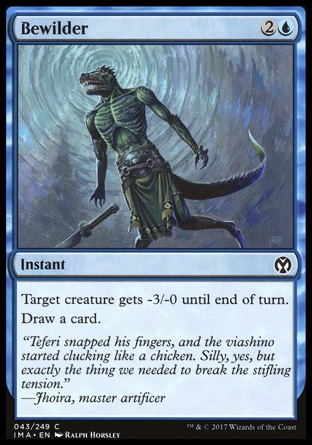 Bewilder 2
Instant
Target creature gets -3/-0 until end of turn.
Draw a card.
"Teferi snapped his fingers, and the viashino
started clucking like a chicken. Silly, yes, but
exactly the thing we needed to break the stifling
tension."
—Jhoira, master artificer
043/249 C
IMA • EN Ralph Horsley ™ & © 2017 Wizards of the Coast